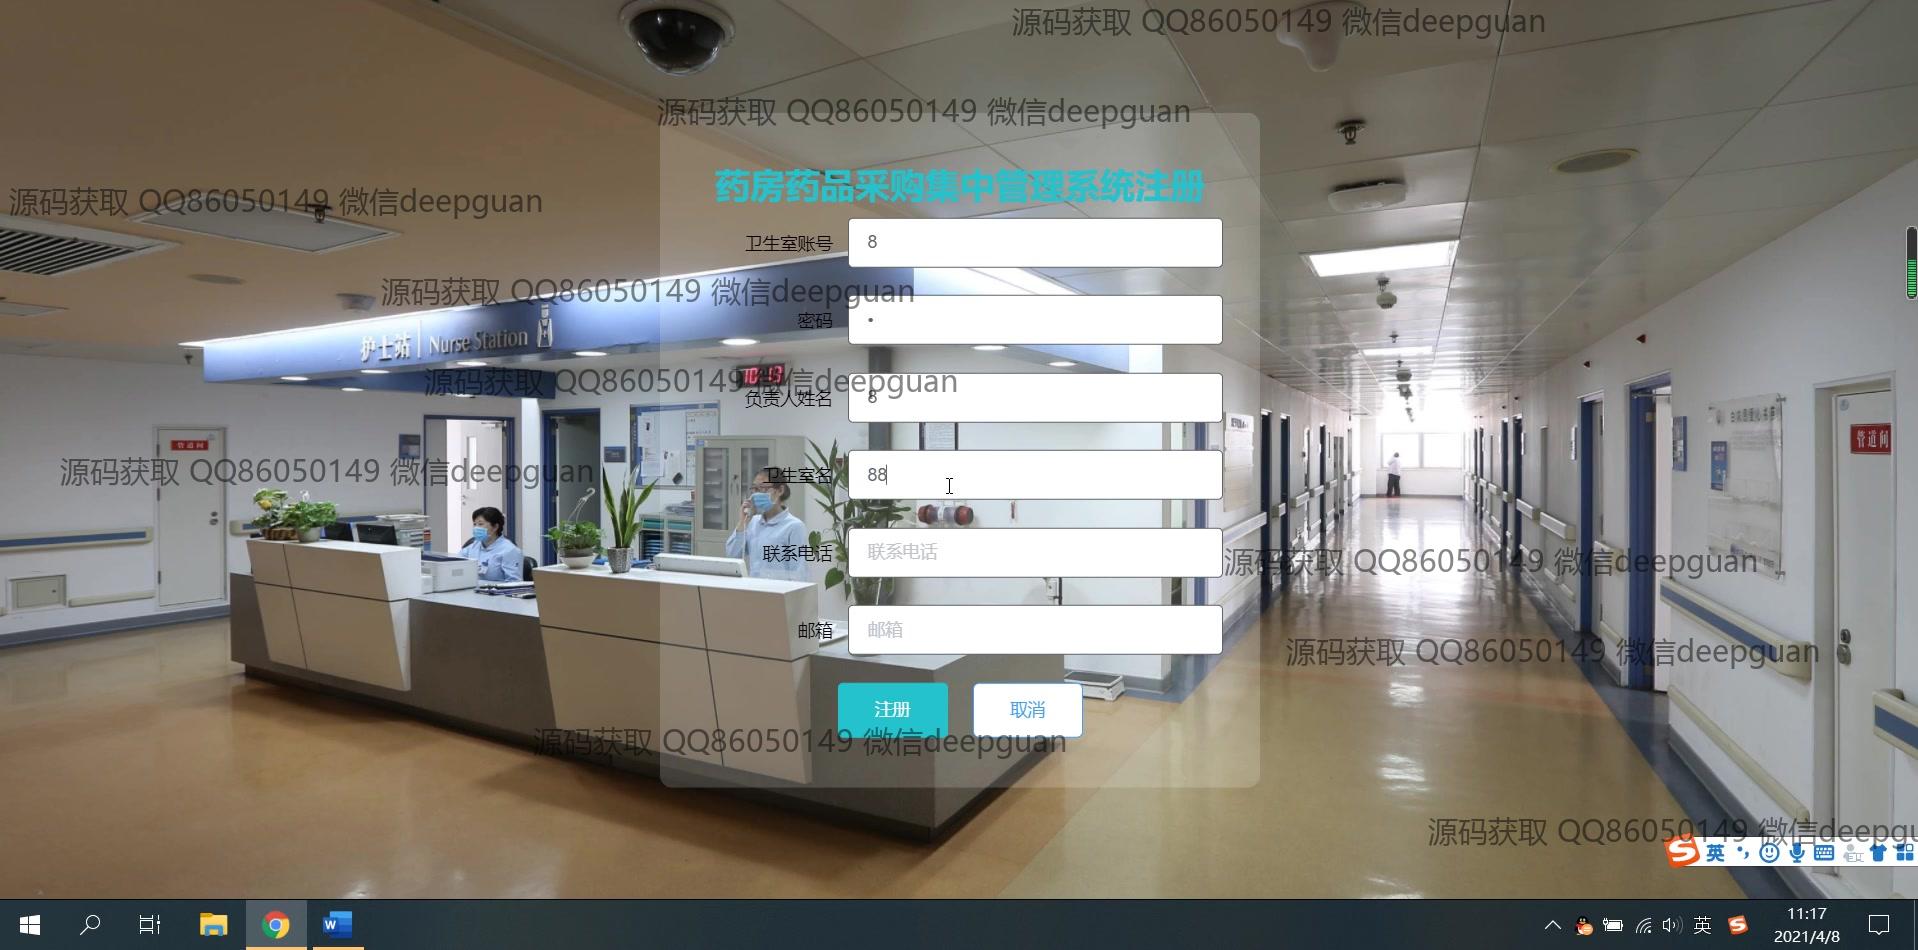 源码获取 QQ86050149 微信deepguan
源码获取 QQ86050149 微信deepguan
药房药品采购集中管理系统注册
源码获取 QQ86050149 微信deepguan
卫生室账号 8
源码获取 QQ86050149 微信deepguan
密码 •
护士站 Nurse Station
10:13
源码获取 QQ86050149 微信deepguan
负责人姓名 8
管道间
管道间
源码获取 QQ86050149 微信deepguan
卫生室名 88
联系电话 联系电话
源码获取 QQ86050149 微信deepguan
邮箱 邮箱
源码获取 QQ86050149 微信deepguan
注册 取消
源码获取 QQ86050149 微信deepguan
源码获取 QQ86050149 微信deepgu
英
英
11:17
2021/4/8